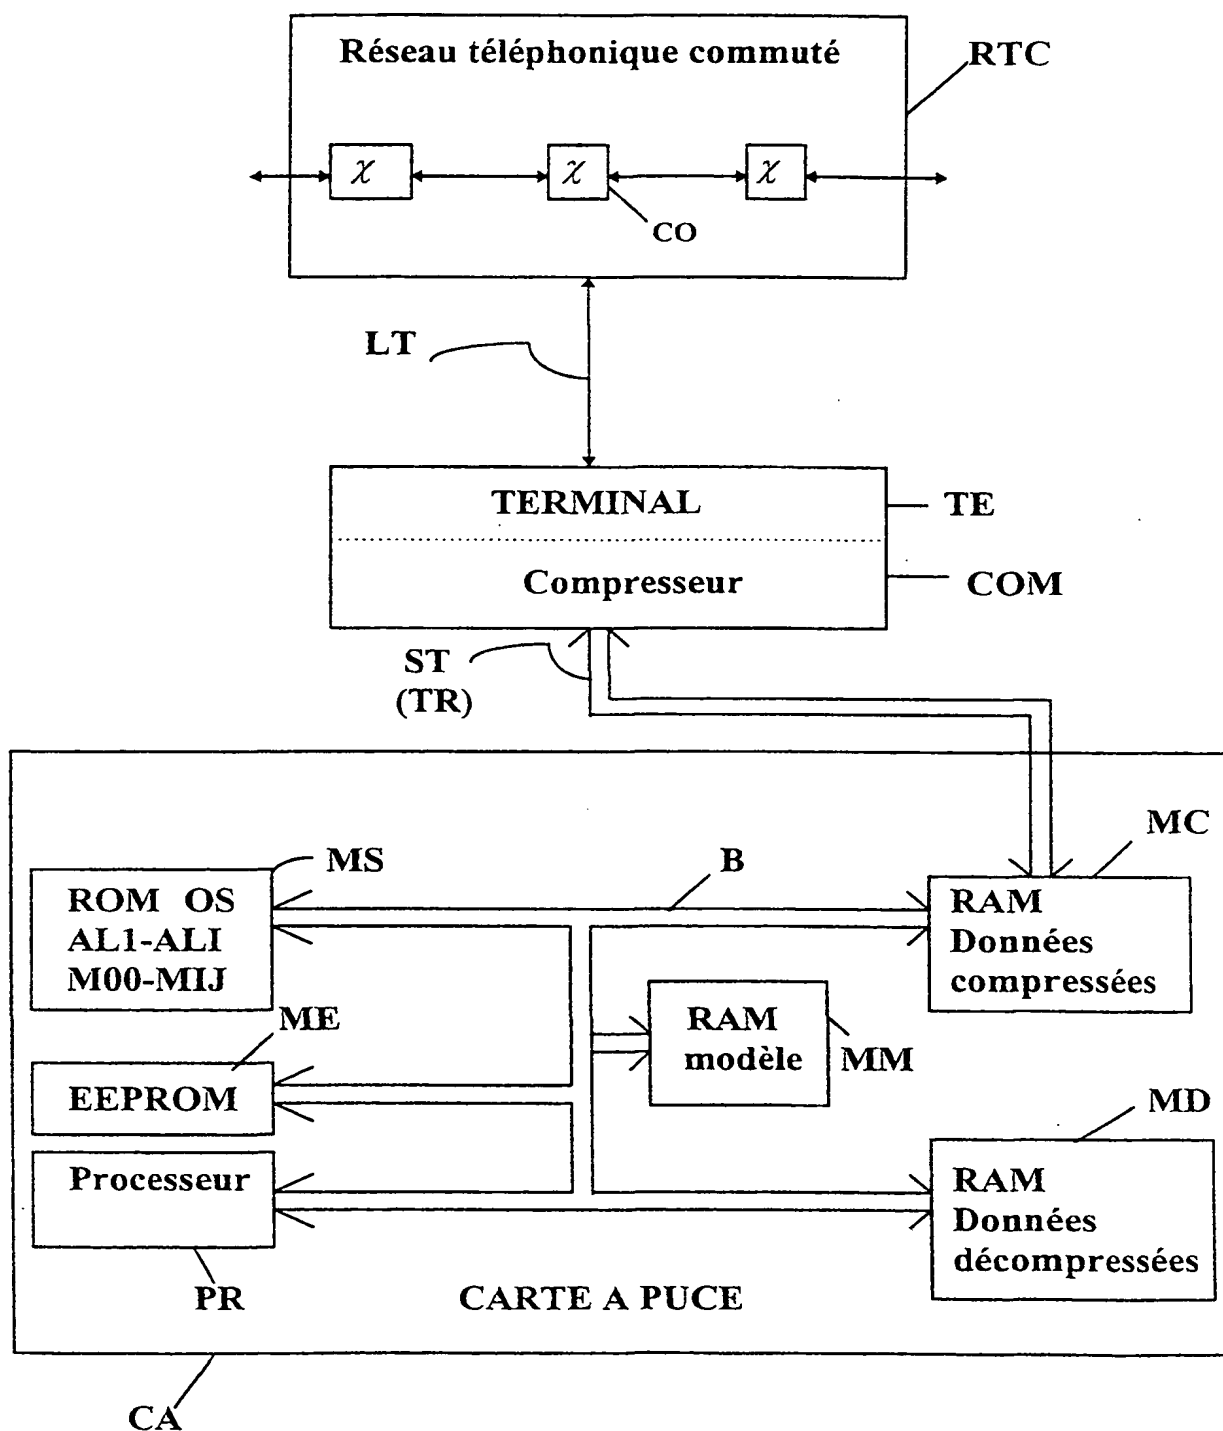 Réseau téléphonique commuté
RTC
χ
χ
χ
CO
LT
TERMINAL
TE
Compresseur
COM
ST
(TR)
MC
MS
B
ROM OS
AL1-ALI
M00-MIJ
RAM
Données
compressées
ME
RAM
modèle
MM
EEPROM
MD
Processeur
RAM
Données
décompressées
PR
CARTE A PUCE
CA